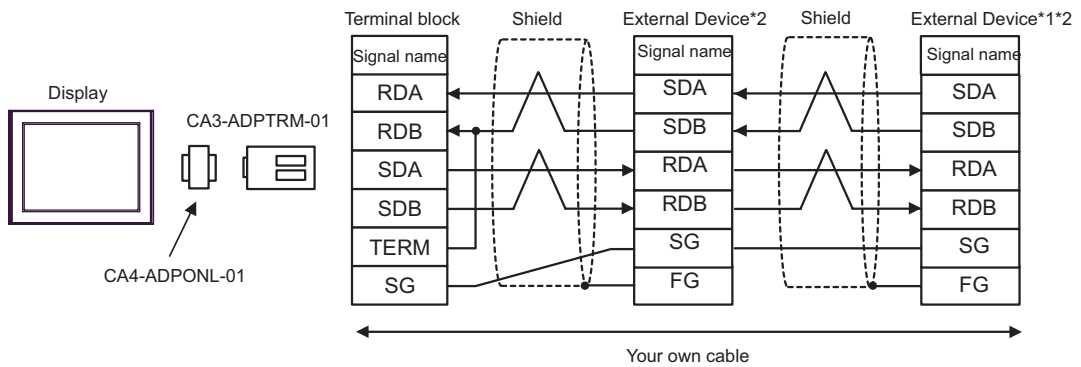 Terminal block
Shield
External Device*2
Shield
External Device*1*2
Signal name
Signal name
Signal name
RDA
SDA
SDA
Display
CA3-ADPTRM-01
RDB
SDB
SDB
SDA
RDA
RDA
SDB
RDB
RDB
TERM
SG
SG
CA4-ADPONL-01
SG
FG
FG
Your own cable